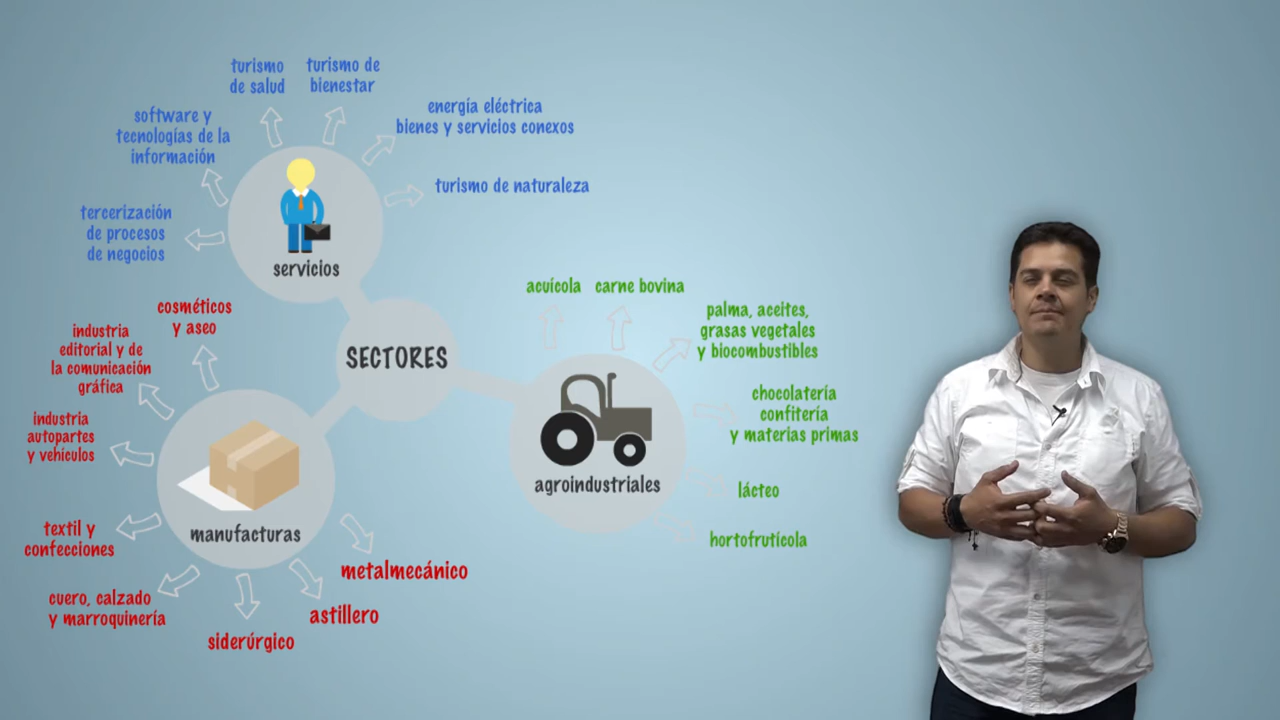 turismo
de salud
turismo de
bienestar
energía eléctrica
bienes y servicios conexos
software y
tecnologías de la
información
turismo de naturaleza
tercerización
de procesos
de negocios
servicios
SECTORES
cosméticos
y aseo
industria
editorial y de
la comunicación
gráfica
industria
autopartes
y vehículos
manufacturas
textil y
confecciones
cuero, calzado
y marroquinería
siderúrgico
astillero
metalmecánico
acuícola
carne bovina
palma, aceites,
grasas vegetales
y biocombustibles
chocolatería
confitería
y materias primas
agroindustriales
lácteo
hortofrutícola